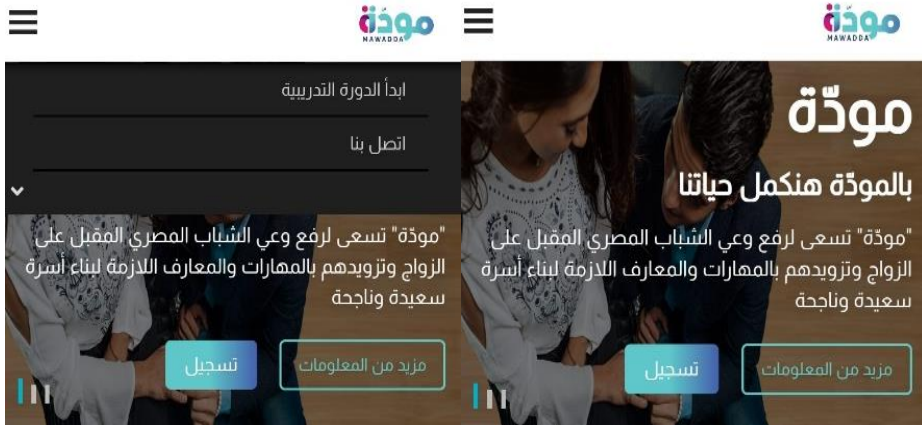 مودّة
MAWADDA
ابدأ الدورة التدريبية
اتصل بنا
"مودّة" تسعى لرفع وعي الشباب المصري المقبل على
الزواج وتزويدهم بالمهارات والمعارف اللازمة لبناء أسرة
سعيدة وناجحة
مزيد من المعلومات
تسجيل
مودّة
MAWADDA
مودّة
بالمودّة هنكمل حياتنا
"مودّة" تسعى لرفع وعي الشباب المصري المقبل على
الزواج وتزويدهم بالمهارات والمعارف اللازمة لبناء أسرة
سعيدة وناجحة
مزيد من المعلومات
تسجيل